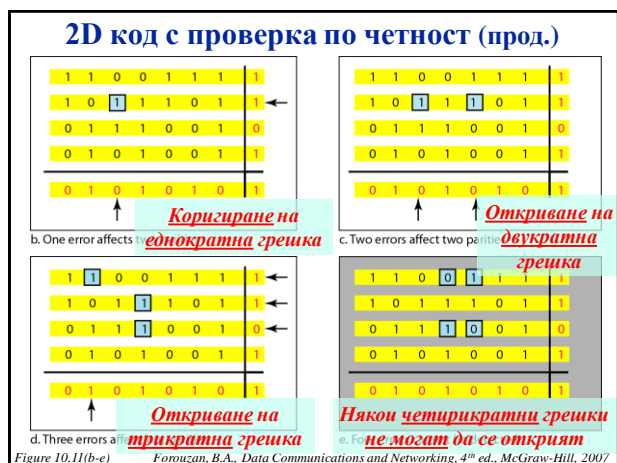 2D код с проверка по четност (прод.)
1 1 0 0 1 1 1 1
1 0 1 1 1 0 1 1
0 1 1 1 0 0 1 0
0 1 0 1 0 0 1 1
0 1 0 1 0 1 0 1
Коригиране на
еднократна грешка
b. One error affects
1 1 0 0 1 1 1 1
1 0 1 1 1 0 1 1
0 1 1 1 0 0 1 0
0 1 0 1 0 0 1 1
0 1 0 1 0 1 0 1
Откриване на
двукратна
грешка
c. Two errors affect two
1 1 0 0 1 1 1 1
1 0 1 1 1 0 1 1
0 1 1 1 0 0 1 0
0 1 0 1 0 0 1 1
0 1 0 1 0 1 0 1
Откриване на
трикратна грешка
d. Three errors
1 1 0 0 1 1 1
1 0 1 1 1 0 1 1
0 1 1 1 0 0 1 0
0 1 0 1 0 0 1 1
0 1 0 1 0 1 0 1
Някои четирикратни грешки
не могат да се открият
Figure 10.11(b-e) Forouzan, B.A., Data Communications and Networking, 4th ed., McGraw-Hill, 2007